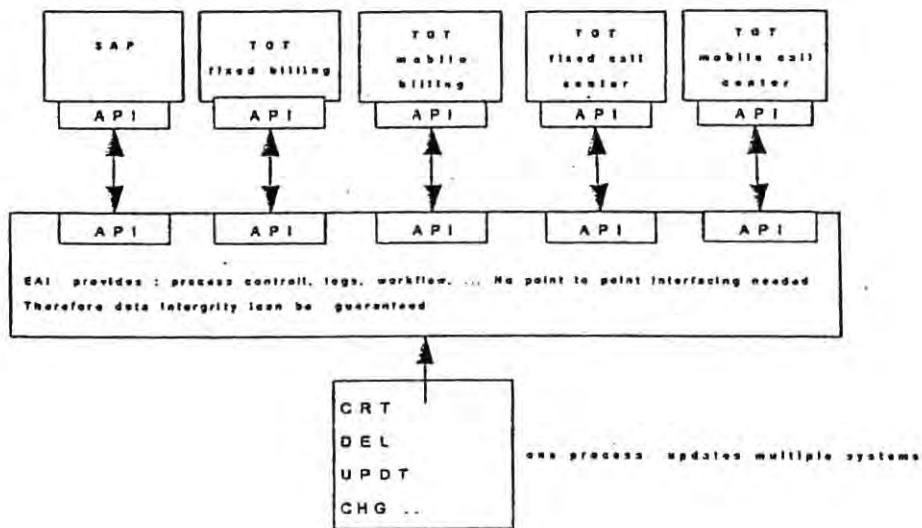 SAP
TOT
fixed billing
TOT
mobile
billing
TOT
fixed call
center
TOT
mobile call
center
API
API
API
API
API
API
API
API
API
API
EAI provides : process controll, logs, workflow, ... No point to point interfacing needed
Therefore data intergrity ican be guaranteed
CRT
DEL
UPDT
CHG ..
one process updates multiple systems